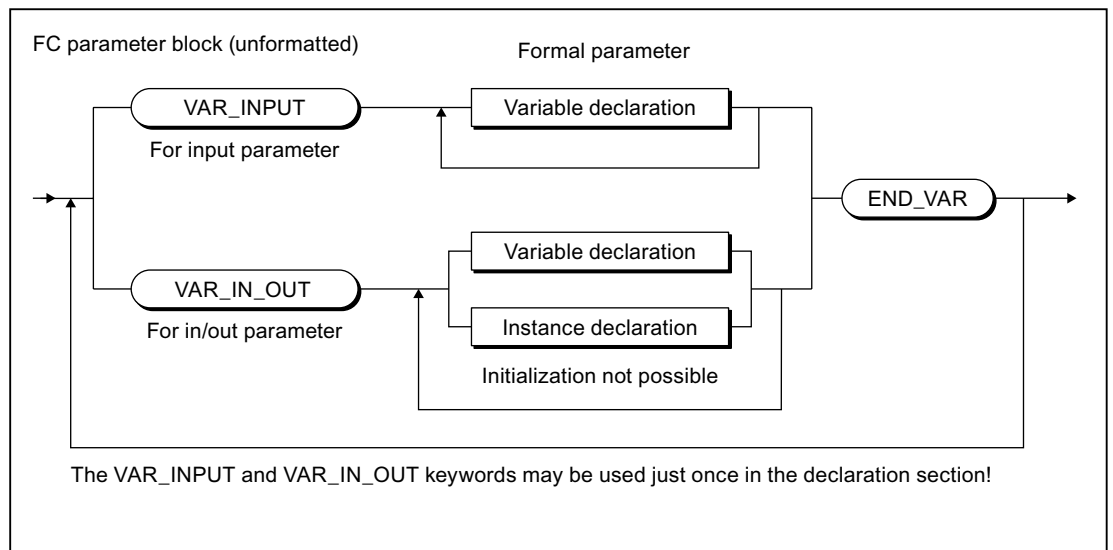 FC parameter block (unformatted)
Formal parameter
VAR_INPUT
Variable declaration
For input parameter
END_VAR
Variable declaration
VAR_IN_OUT
Instance declaration
For in/out parameter
Initialization not possible
The VAR_INPUT and VAR_IN_OUT keywords may be used just once in the declaration section!